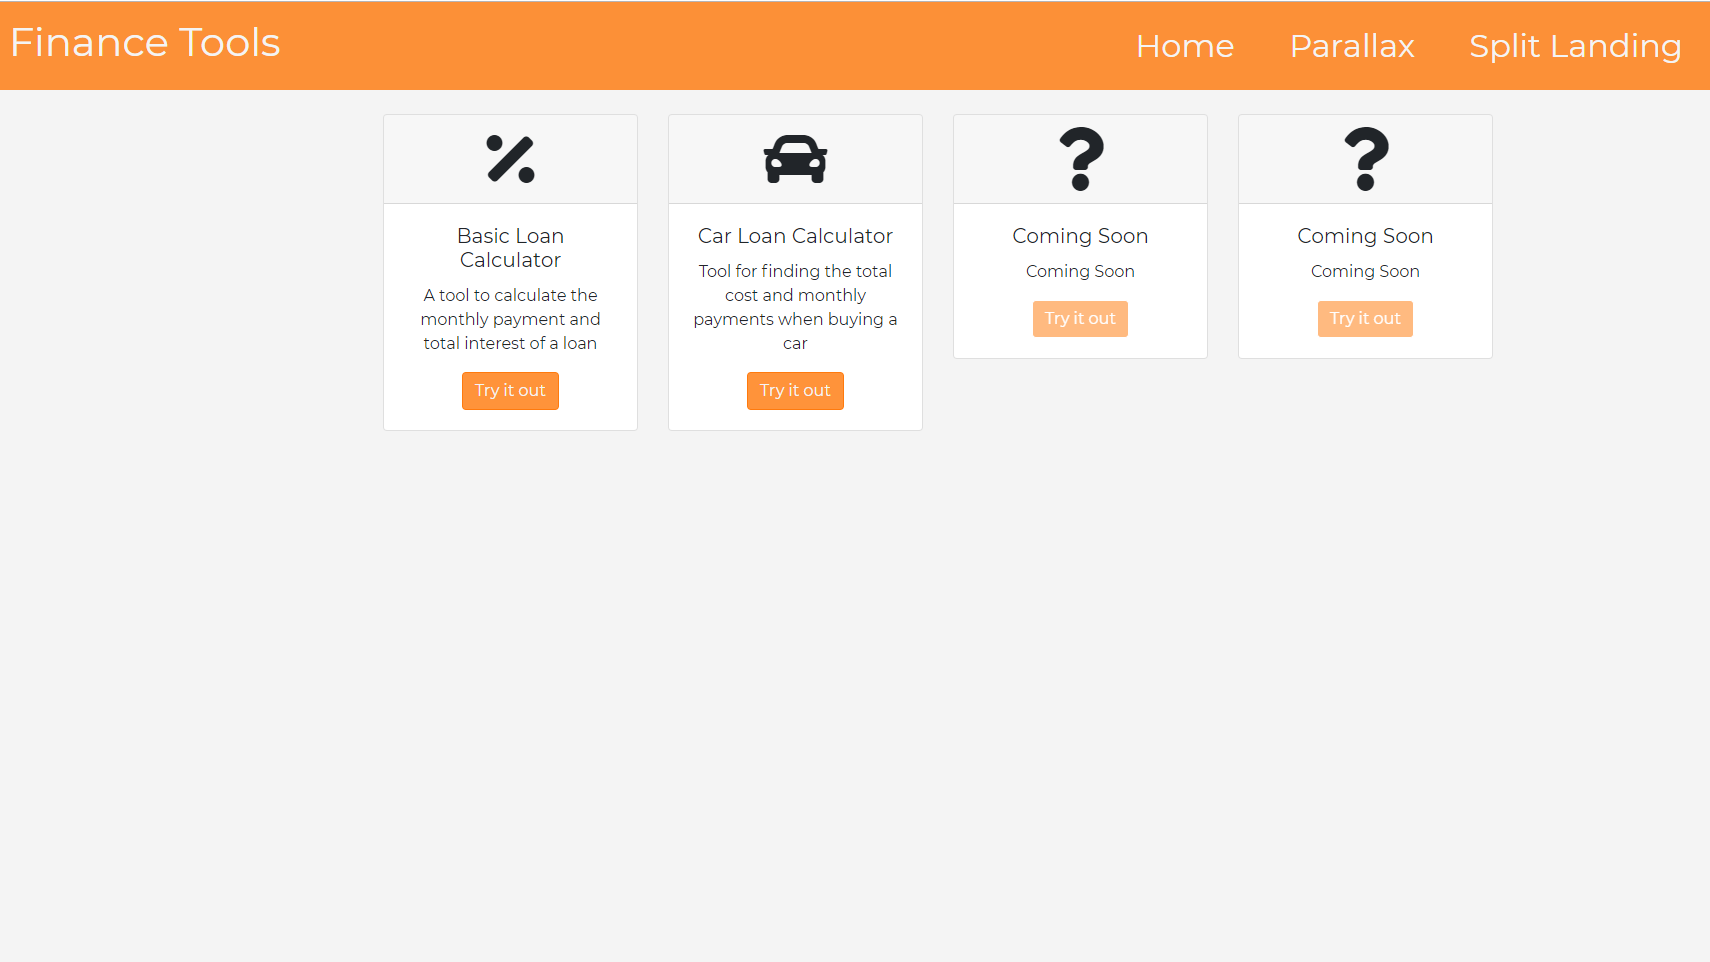 Finance Tools
Home
Parallax
Split Landing
Basic Loan
Calculator
A tool to calculate the
monthly payment and
total interest of a loan
Try it out
Car Loan Calculator
Tool for finding the total
cost and monthly
payments when buying a
car
Try it out
Coming Soon
Coming Soon
Try it out
Coming Soon
Coming Soon
Try it out